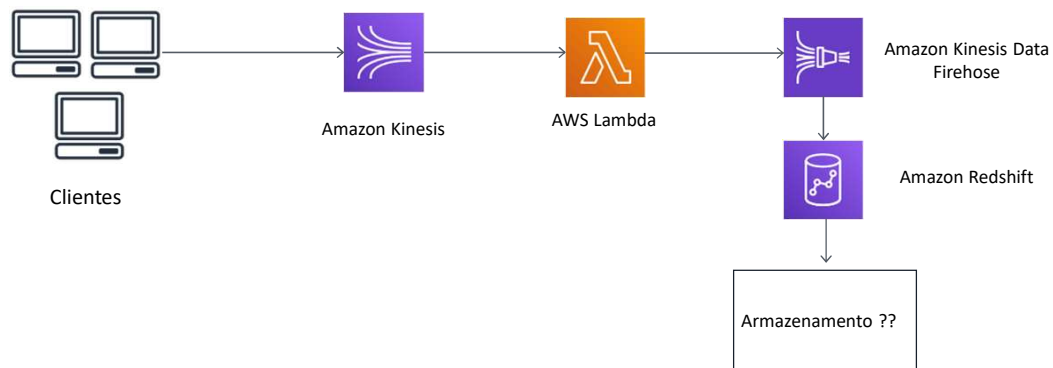 Amazon Kinesis Data
Firehose
Amazon Kinesis
AWS Lambda
Amazon Redshift
Clientes
Armazenamento ??